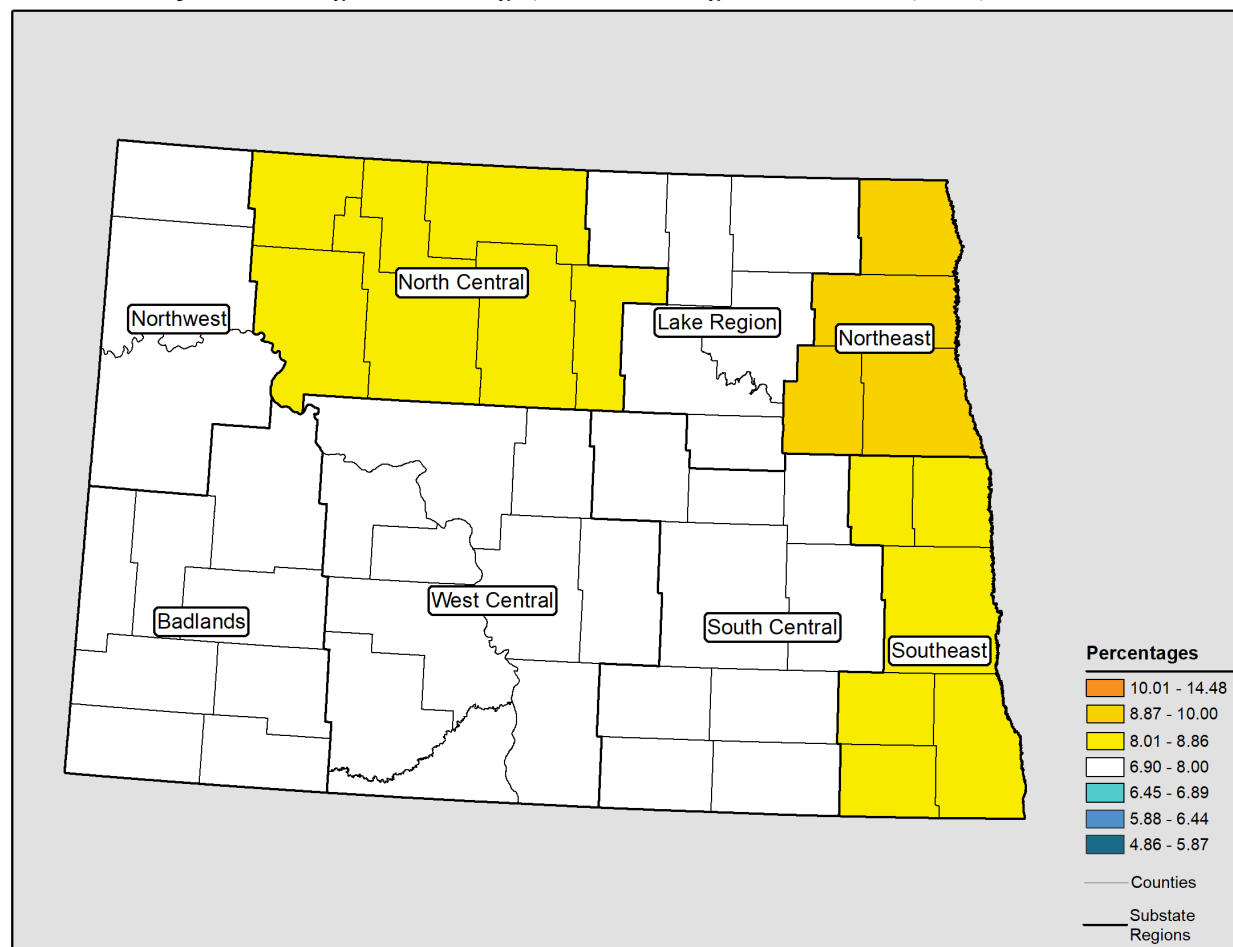 North Central
Northwest
Lake Region
Northeast
West Central
Badlands
South Central
Southeast
Percentages
10.01 - 14.48
8.87 - 10.00
8.01 - 8.86
6.90 - 8.00
6.45 - 6.89
5.88 - 6.44
4.86 - 5.87
Counties
Substate
Regions